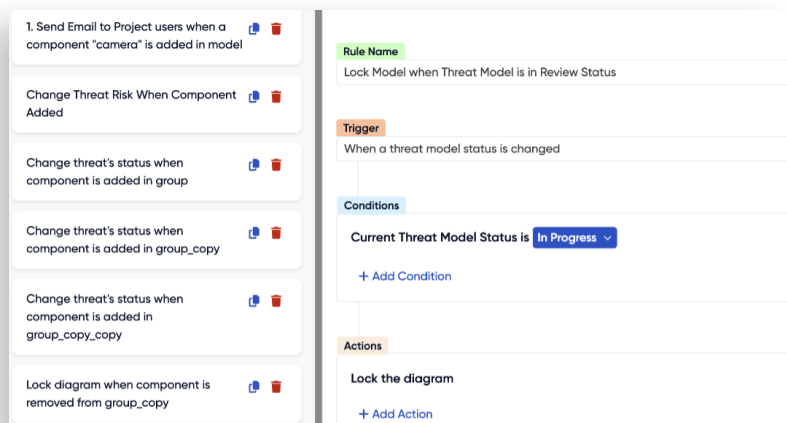 1. Send Email to Project users when a
component "camera" is added in model
Change Threat Risk When Component
Added
Change threat's status when
component is added in group
Change threat's status when
component is added in group_copy
Change threat's status when
component is added in
group_copy_copy
Lock diagram when component is
removed from group_copy
Rule Name
Lock Model when Threat Model is in Review Status
Trigger
When a threat model status is changed
Conditions
Current Threat Model Status is In Progress
+ Add Condition
Actions
Lock the diagram
+ Add Action